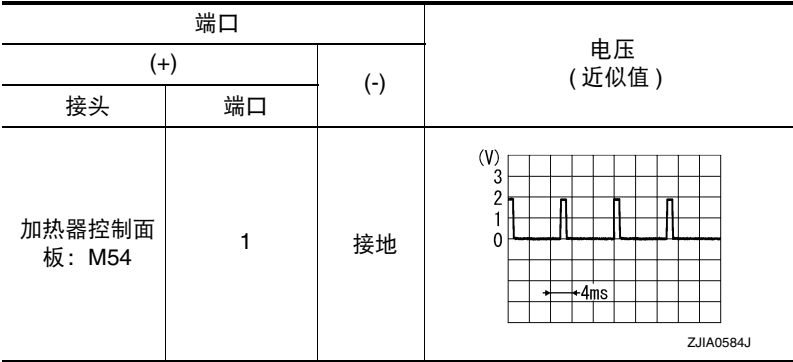 端口
电压
( 近似值 )
(+)
(-)
接头
端口
加热器控制面
板：M54
1
接地
(V)
3
2
1
0
4ms
ZJIA0584J